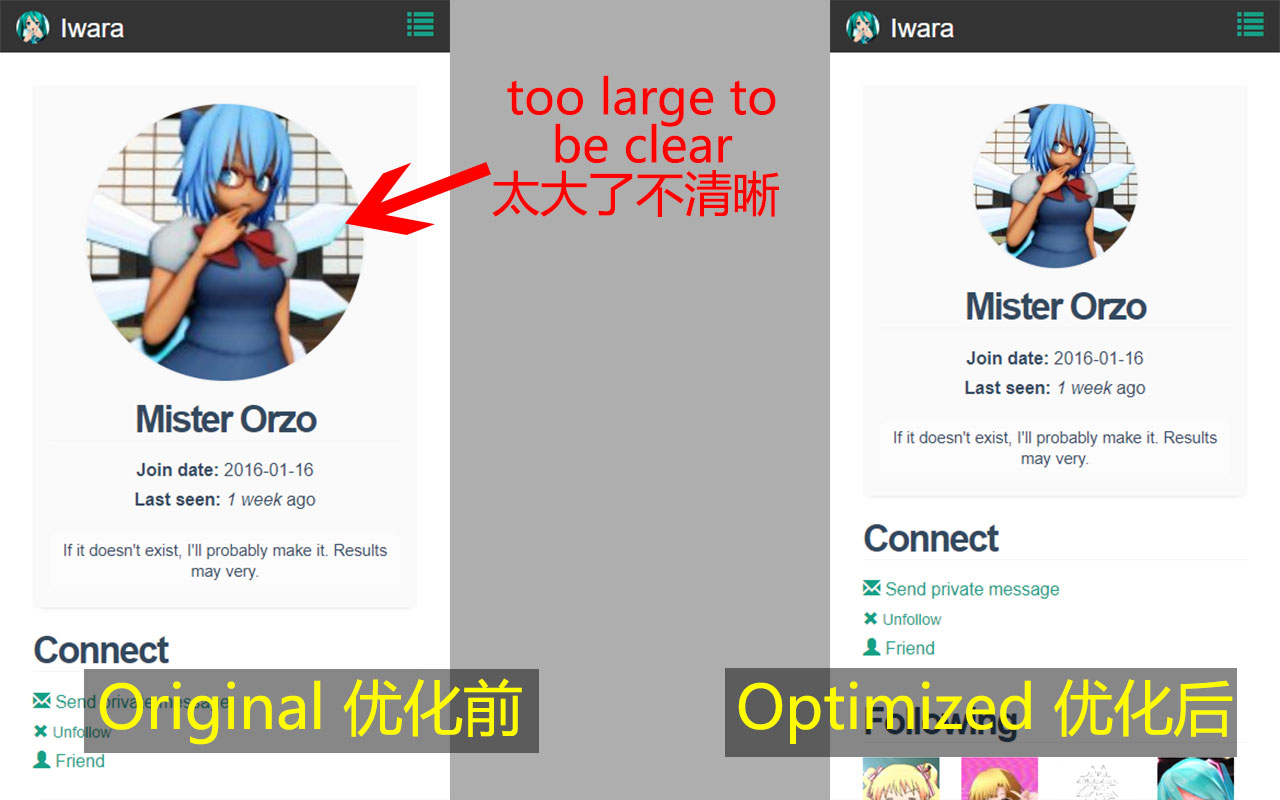 Iwara
Mister Orzo
Join date: 2016-01-16
Last seen: 1 week ago
If it doesn't exist, I'll probably make it. Results
may very.
Connect
Send private message
Unfollow
Friend
Original 优化前
too large to
be clear
太大了不清晰
Iwara
Mister Orzo
Join date: 2016-01-16
Last seen: 1 week ago
If it doesn't exist, I'll probably make it. Results
may very.
Connect
Send private message
Unfollow
Friend
Following
Optimized 优化后